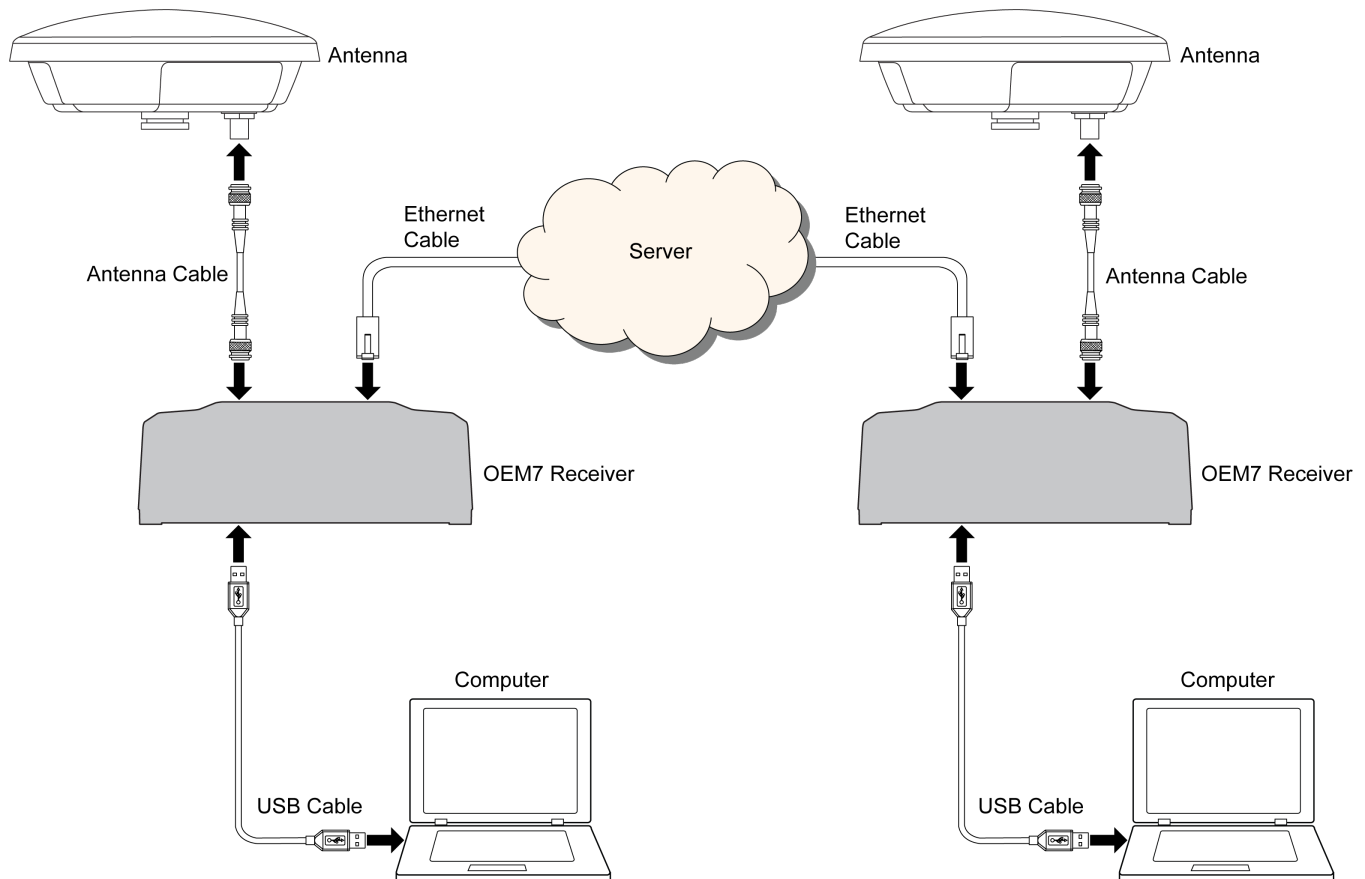 Antenna
Antenna
Ethernet
Cable
Server
Ethernet
Cable
Antenna Cable
Antenna Cable
OEM7 Receiver
OEM7 Receiver
Computer
Computer
USB Cable
USB Cable